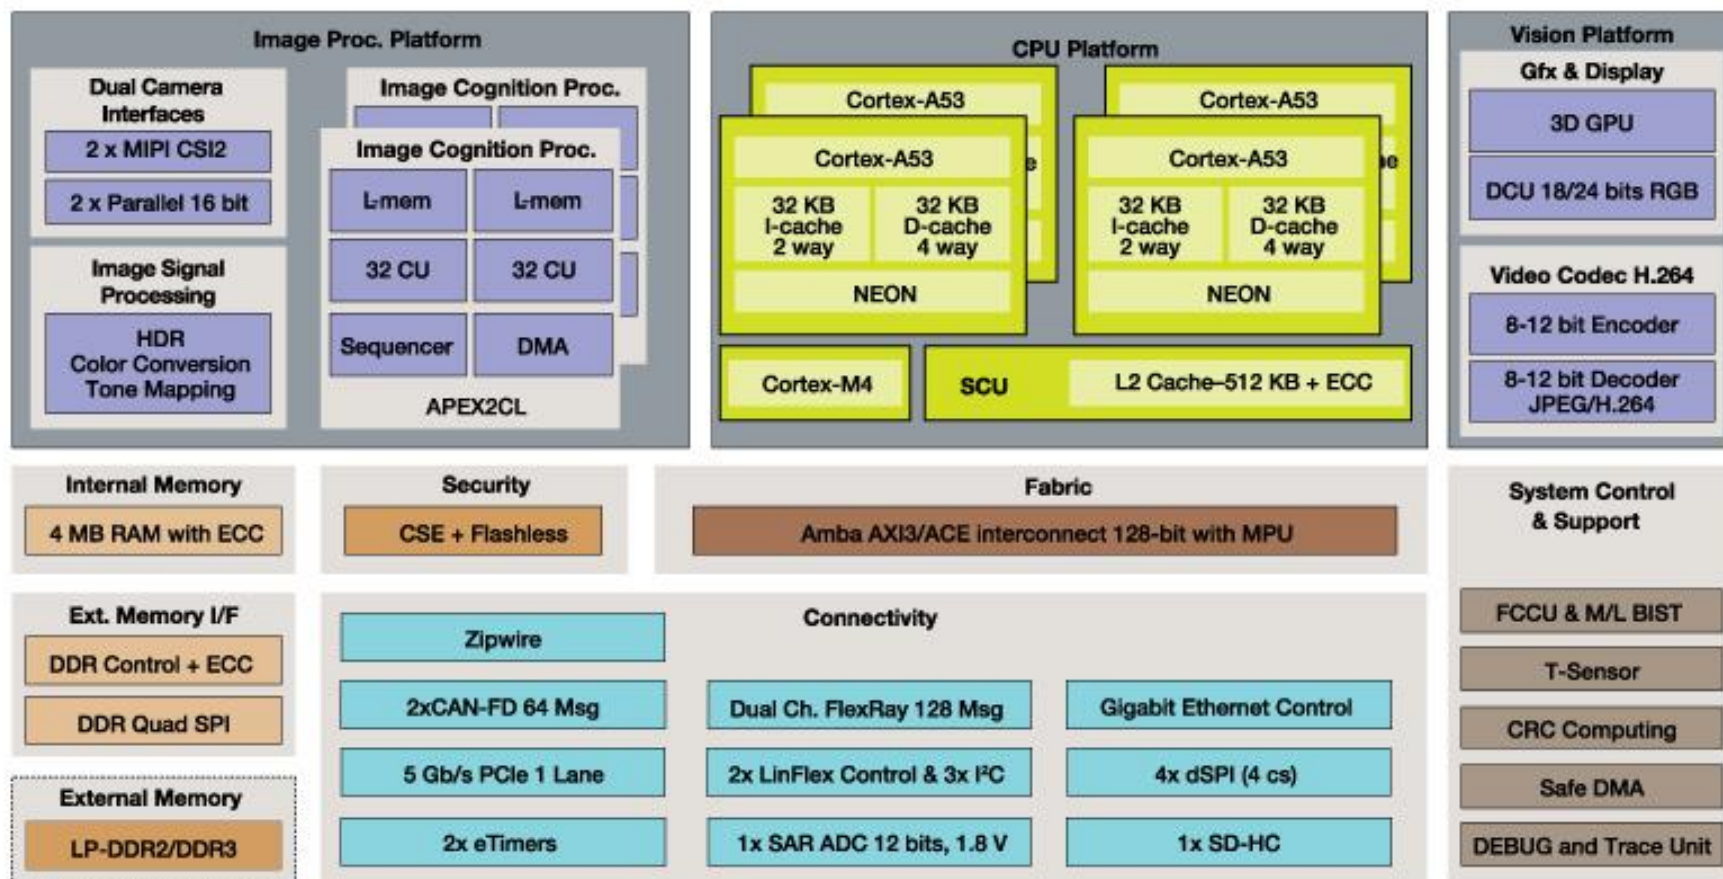 Image Proc. Platform
Dual Camera
Interfaces
2 x MIPI CSI2
2 x Parallel 16 bit
Image Signal
Processing
HDR
Color Conversion
Tone Mapping
Image Cognition Proc.
Image Cognition Proc.
L-mem
L-mem
32 CU
32 CU
Sequencer
DMA
APEX2CL
CPU Platform
Cortex-A53
Cortex-A53
32 KB
I-cache
2 way
32 KB
D-cache
4 way
NEON
Cortex-A53
Cortex-A53
32 KB
I-cache
2 way
32 KB
D-cache
4 way
NEON
Cortex-M4
SCU
L2 Cache–512 KB + ECC
Vision Platform
Gfx & Display
3D GPU
DCU 18/24 bits RGB
Video Codec H.264
8-12 bit Encoder
8-12 bit Decoder
JPEG/H.264
Internal Memory
4 MB RAM with ECC
Security
CSE + Flashless
Fabric
Amba AXI3/ACE interconnect 128-bit with MPU
Ext. Memory I/F
DDR Control + ECC
DDR Quad SPI
External Memory
LP-DDR2/DDR3
Connectivity
Zipwire
2xCAN-FD 64 Msg
Dual Ch. FlexRay 128 Msg
Gigabit Ethernet Control
5 Gb/s PCIe 1 Lane
2x LinFlex Control & 3x I²C
4x dSPI (4 cs)
2x eTimers
1x SAR ADC 12 bits, 1.8 V
1x SD-HC
System Control
& Support
FCCU & M/L BIST
T-Sensor
CRC Computing
Safe DMA
DEBUG and Trace Unit